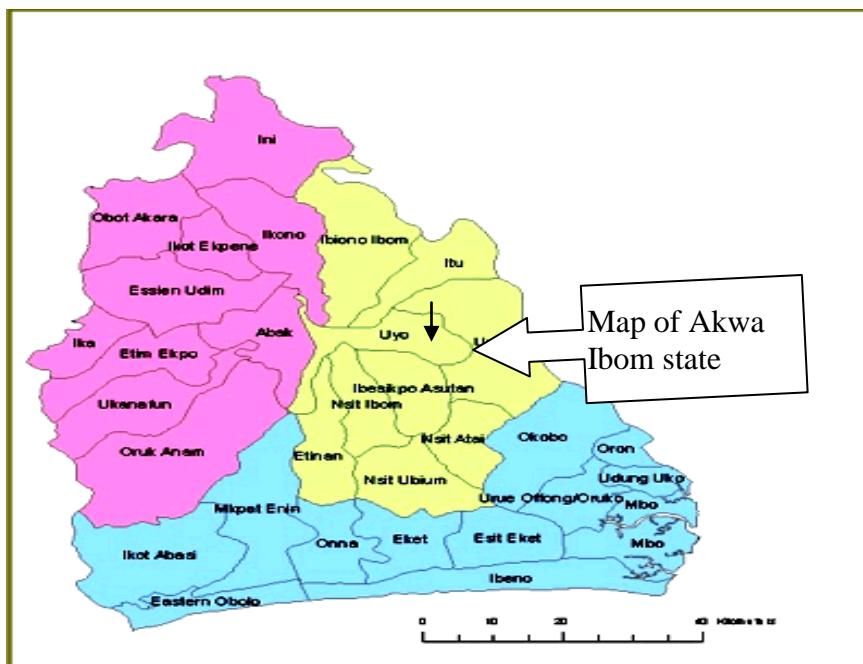 Ini
Obot Akara
Ikot Ekpene
Ikono
Ibiono Ibom
Itu
Essien Udim
Uyo
U
Map of Akwa
Ibom state
Ika
Etim Ekpo
Abak
Ibesikpo Asutan
Nsit Ibom
Ukanafun
Oruk Anam
Etinan
Nsit Atai
Okobo
Oron
Nsit Ubium
Udung Uko
Urue Offong/Oruko
Mbo
Mkpat Enin
Ikot Abasi
Onna
Eket
Esit Eket
Mbo
Ibeno
Eastern Obolo
0 10 20 40 Kilometers